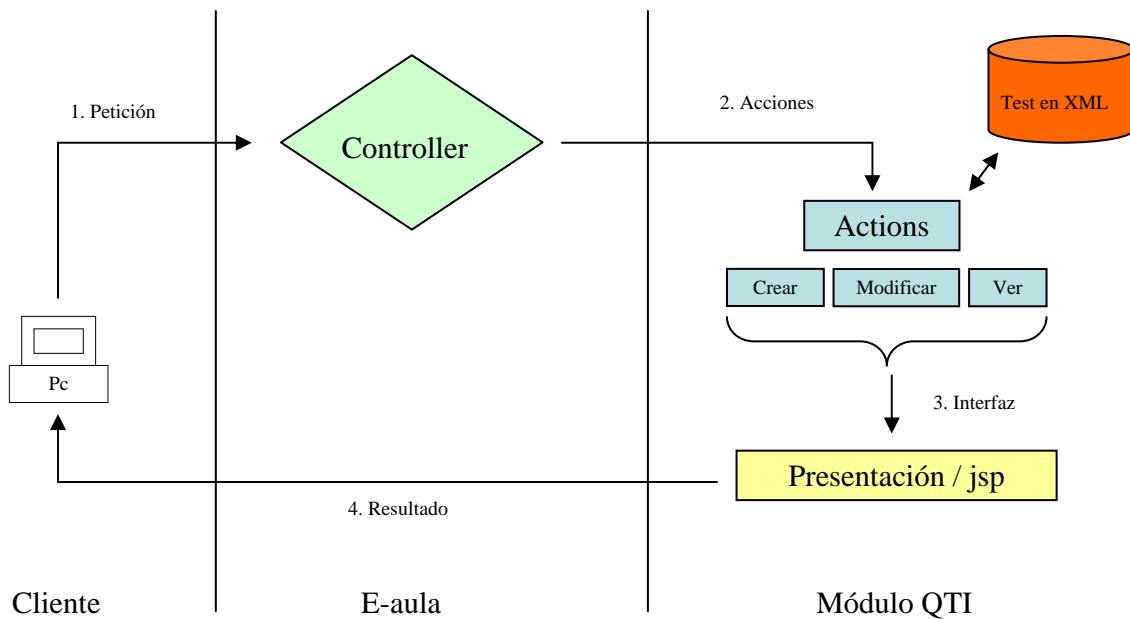 1. Petición
2. Acciones
Test en XML
Controller
Actions
Crear
Modificar
Ver
Pc
3. Interfaz
Presentación / jsp
4. Resultado
Cliente
E-aula
Módulo QTI